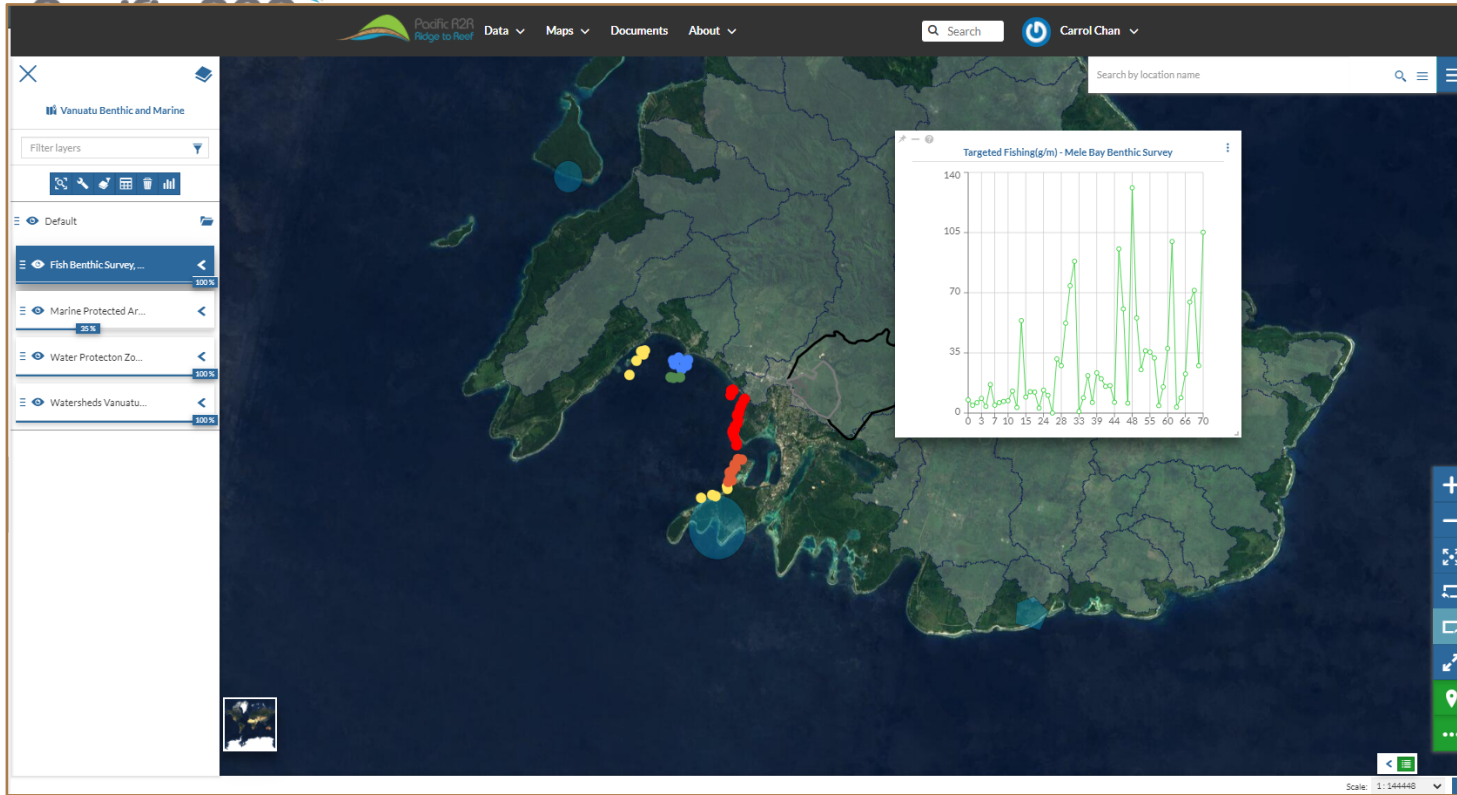 Pacific R2R
Ridge to Reef
Data
Maps
Documents
About
Search
Carrol Chan
Vanuatu Benthic and Marine
Search by location name
Filter layers
Default
Fish Benthic Survey, ...
100 %
Marine Protected Ar...
35 %
Water Protecton Zo...
100 %
Watersheds Vanuatu...
100 %
Targeted Fishing(g/m) - Mele Bay Benthic Survey
140
105
70
35
0
0 3 7 10 15 24 28 33 39 44 48 55 60 66 70
Scale: 1 : 144448